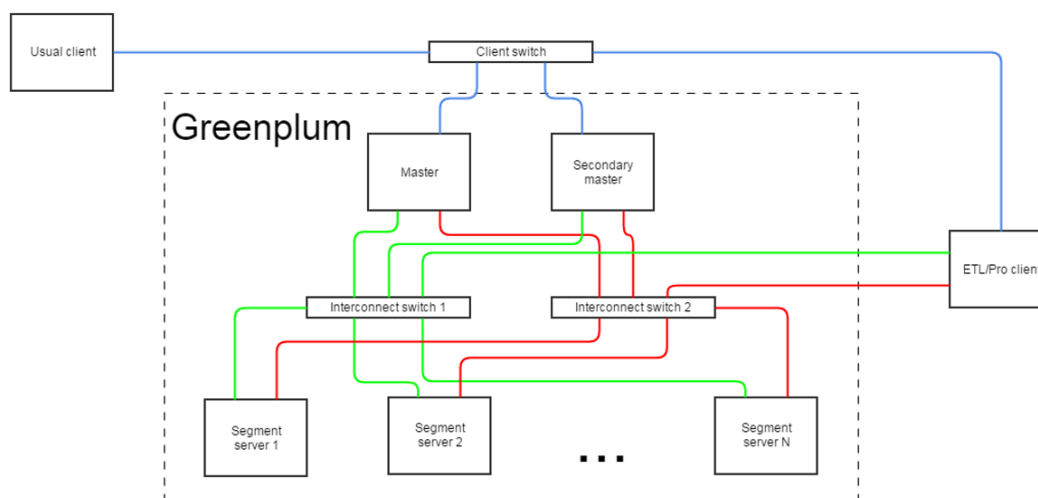 Usual client
Client switch
Greenplum
Master
Secondary
master
ETL/Pro client
Interconnect switch 1
Interconnect switch 2
Segment
server 1
Segment
server 2
...
Segment
server N